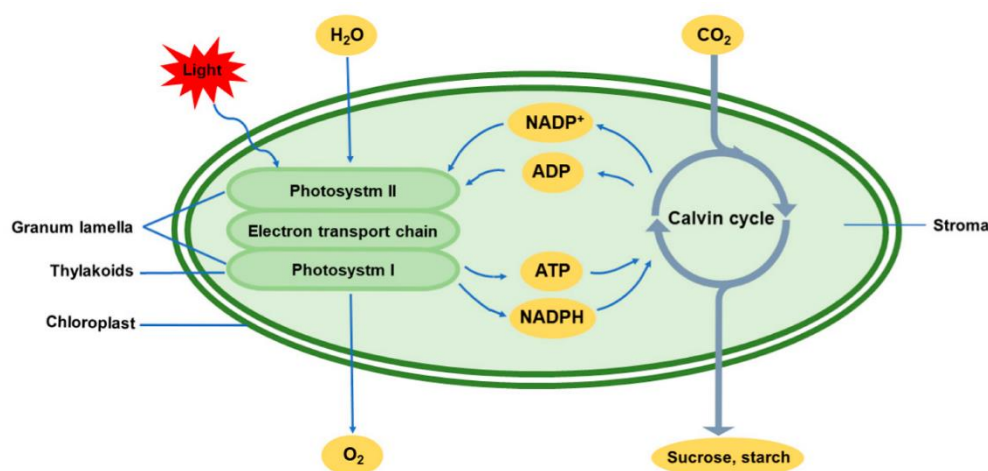 H₂O
CO₂
Light
NADP⁺
ADP
Photosystm II
Electron transport chain
Photosystm I
Calvin cycle
Granum lamella
Stroma
Thylakoids
ATP
NADPH
Chloroplast
O₂
Sucrose, starch